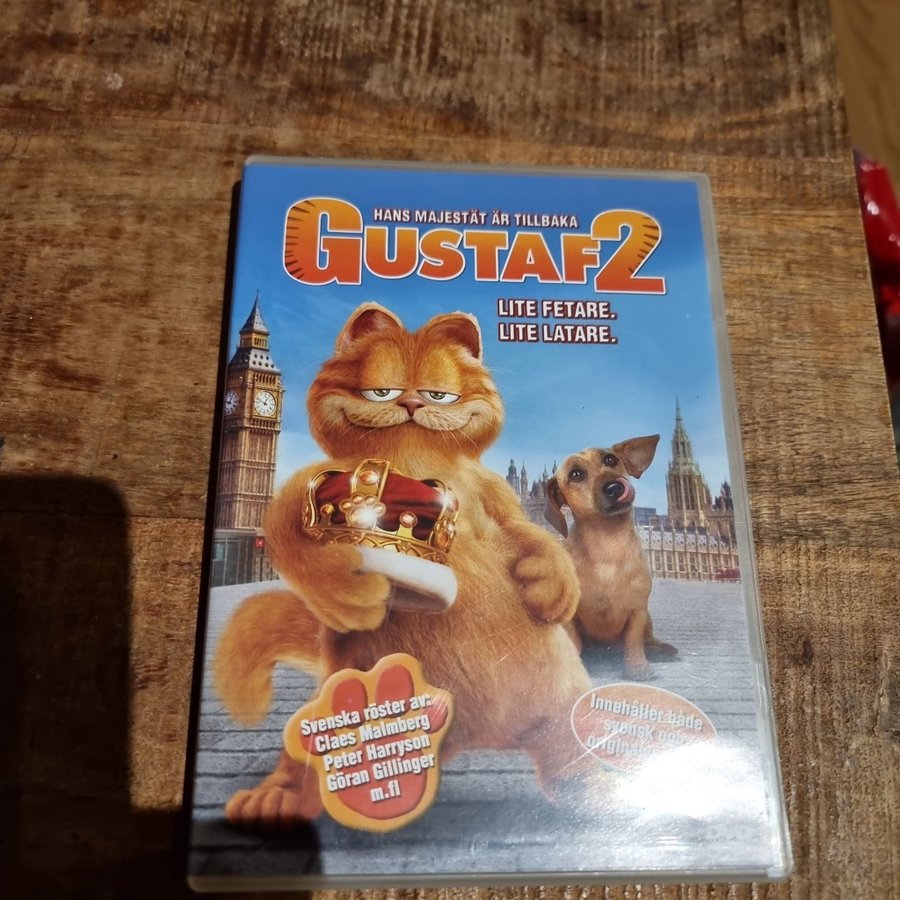 HANS MAJESTÄT ÄR TILLBAKA
GUSTAF2
LITE FETARE.
LITE LATARE.
Svenska röster av:
Claes Malmberg
Peter Harryson
Göran Gillinger
m.fl
Innehåller både
svensk